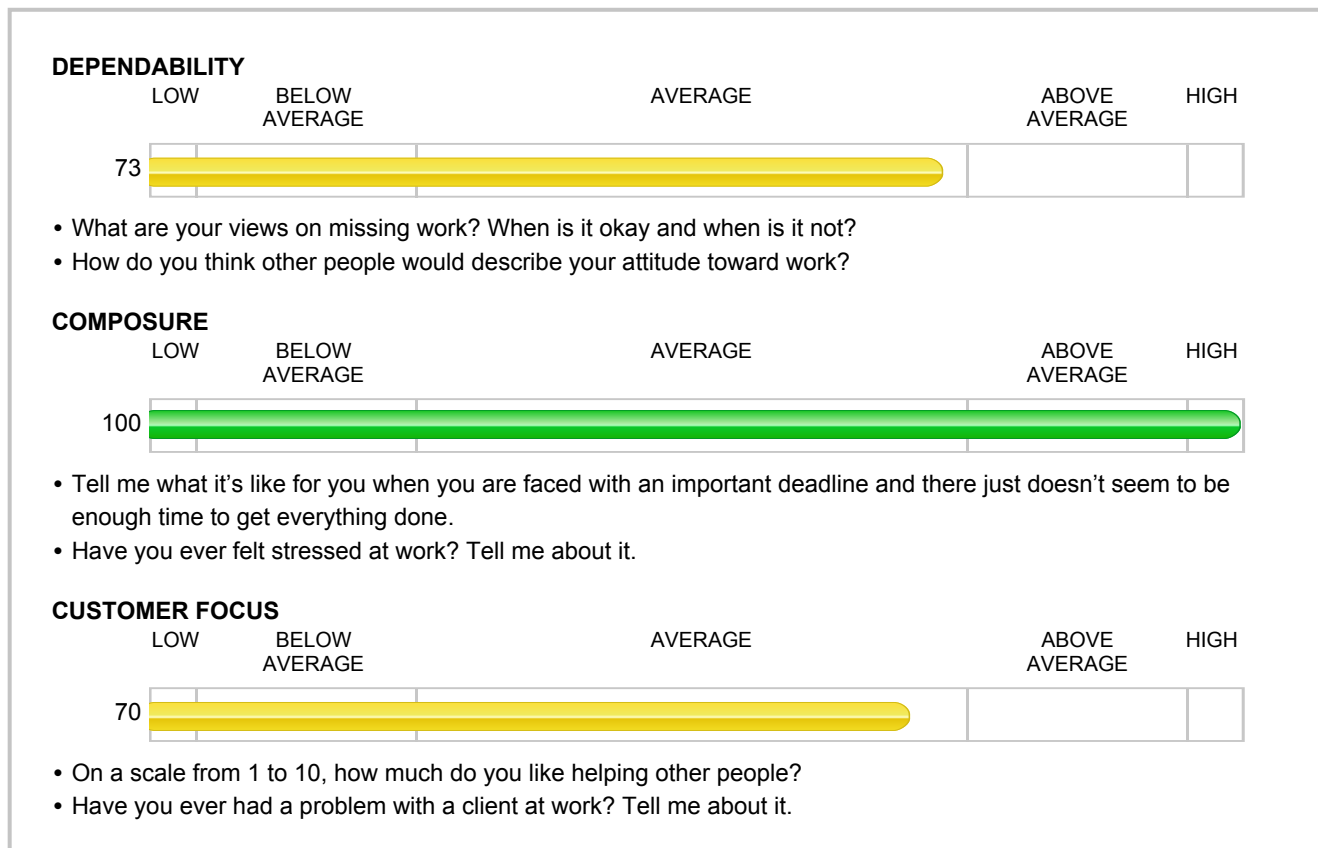 DEPENDABILITY
LOW BELOW AVERAGE ABOVE HIGH
AVERAGE AVERAGE
73
• What are your views on missing work? When is it okay and when is it not?
• How do you think other people would describe your attitude toward work?
COMPOSURE
LOW BELOW AVERAGE ABOVE HIGH
AVERAGE AVERAGE
100
• Tell me what it’s like for you when you are faced with an important deadline and there just doesn’t seem to be
enough time to get everything done.
• Have you ever felt stressed at work? Tell me about it.
CUSTOMER FOCUS
LOW BELOW AVERAGE ABOVE HIGH
AVERAGE AVERAGE
70
• On a scale from 1 to 10, how much do you like helping other people?
• Have you ever had a problem with a client at work? Tell me about it.